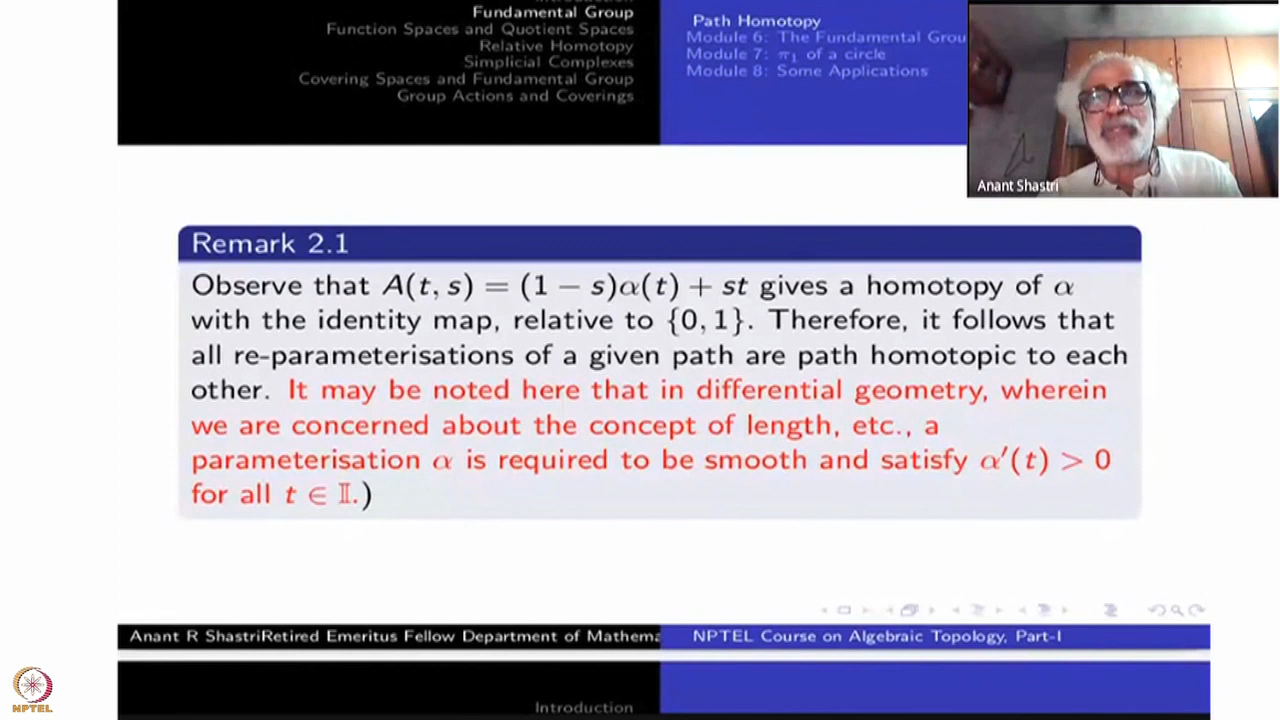 Fundamental Group
Function Spaces and Quotient Spaces
Relative Homotopy
Simplicial Complexes
Covering Spaces and Fundamental Group
Group Actions and Coverings
Path Homotopy
Module 6: The Fundamental Grou
Module 7: π₁ of a circle
Module 8: Some Applications
Anant Shastri
Remark 2.1
Observe that A(t, s) = (1 − s)α(t) + st gives a homotopy of α
with the identity map, relative to {0, 1}. Therefore, it follows that
all re-parameterisations of a given path are path homotopic to each
other. It may be noted here that in differential geometry, wherein
we are concerned about the concept of length, etc., a
parameterisation α is required to be smooth and satisfy α′(t) > 0
for all t ∈ 𝕀.)
Anant R ShastriRetired Emeritus Fellow Department of Mathema
NPTEL Course on Algebraic Topology, Part-I
NPTEL
Introduction